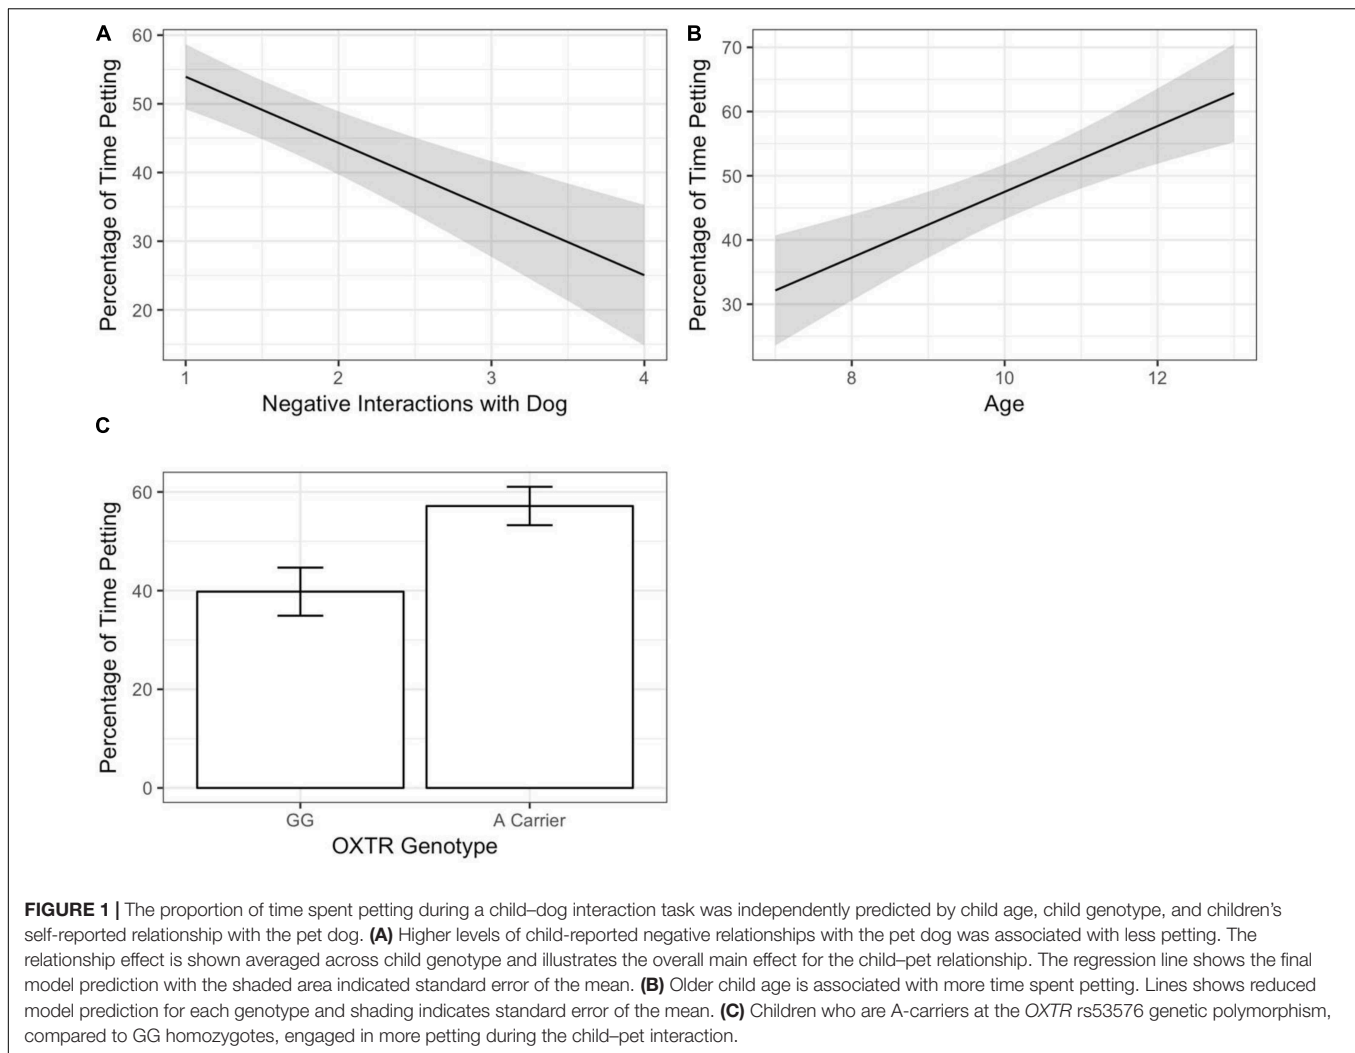 A
60
50
40
30
20
Percentage of Time Petting
1 2 3 4
Negative Interactions with Dog
B
70
60
50
40
30
Percentage of Time Petting
8 10 12
Age
C
60
40
20
0
Percentage of Time Petting
GG A Carrier
OXTR Genotype
FIGURE 1 | The proportion of time spent petting during a child–dog interaction task was independently predicted by child age, child genotype, and children's
self-reported relationship with the pet dog. (A) Higher levels of child-reported negative relationships with the pet dog was associated with less petting. The
relationship effect is shown averaged across child genotype and illustrates the overall main effect for the child–pet relationship. The regression line shows the final
model prediction with the shaded area indicated standard error of the mean. (B) Older child age is associated with more time spent petting. Lines shows reduced
model prediction for each genotype and shading indicates standard error of the mean. (C) Children who are A-carriers at the OXTR rs53576 genetic polymorphism,
compared to GG homozygotes, engaged in more petting during the child–pet interaction.